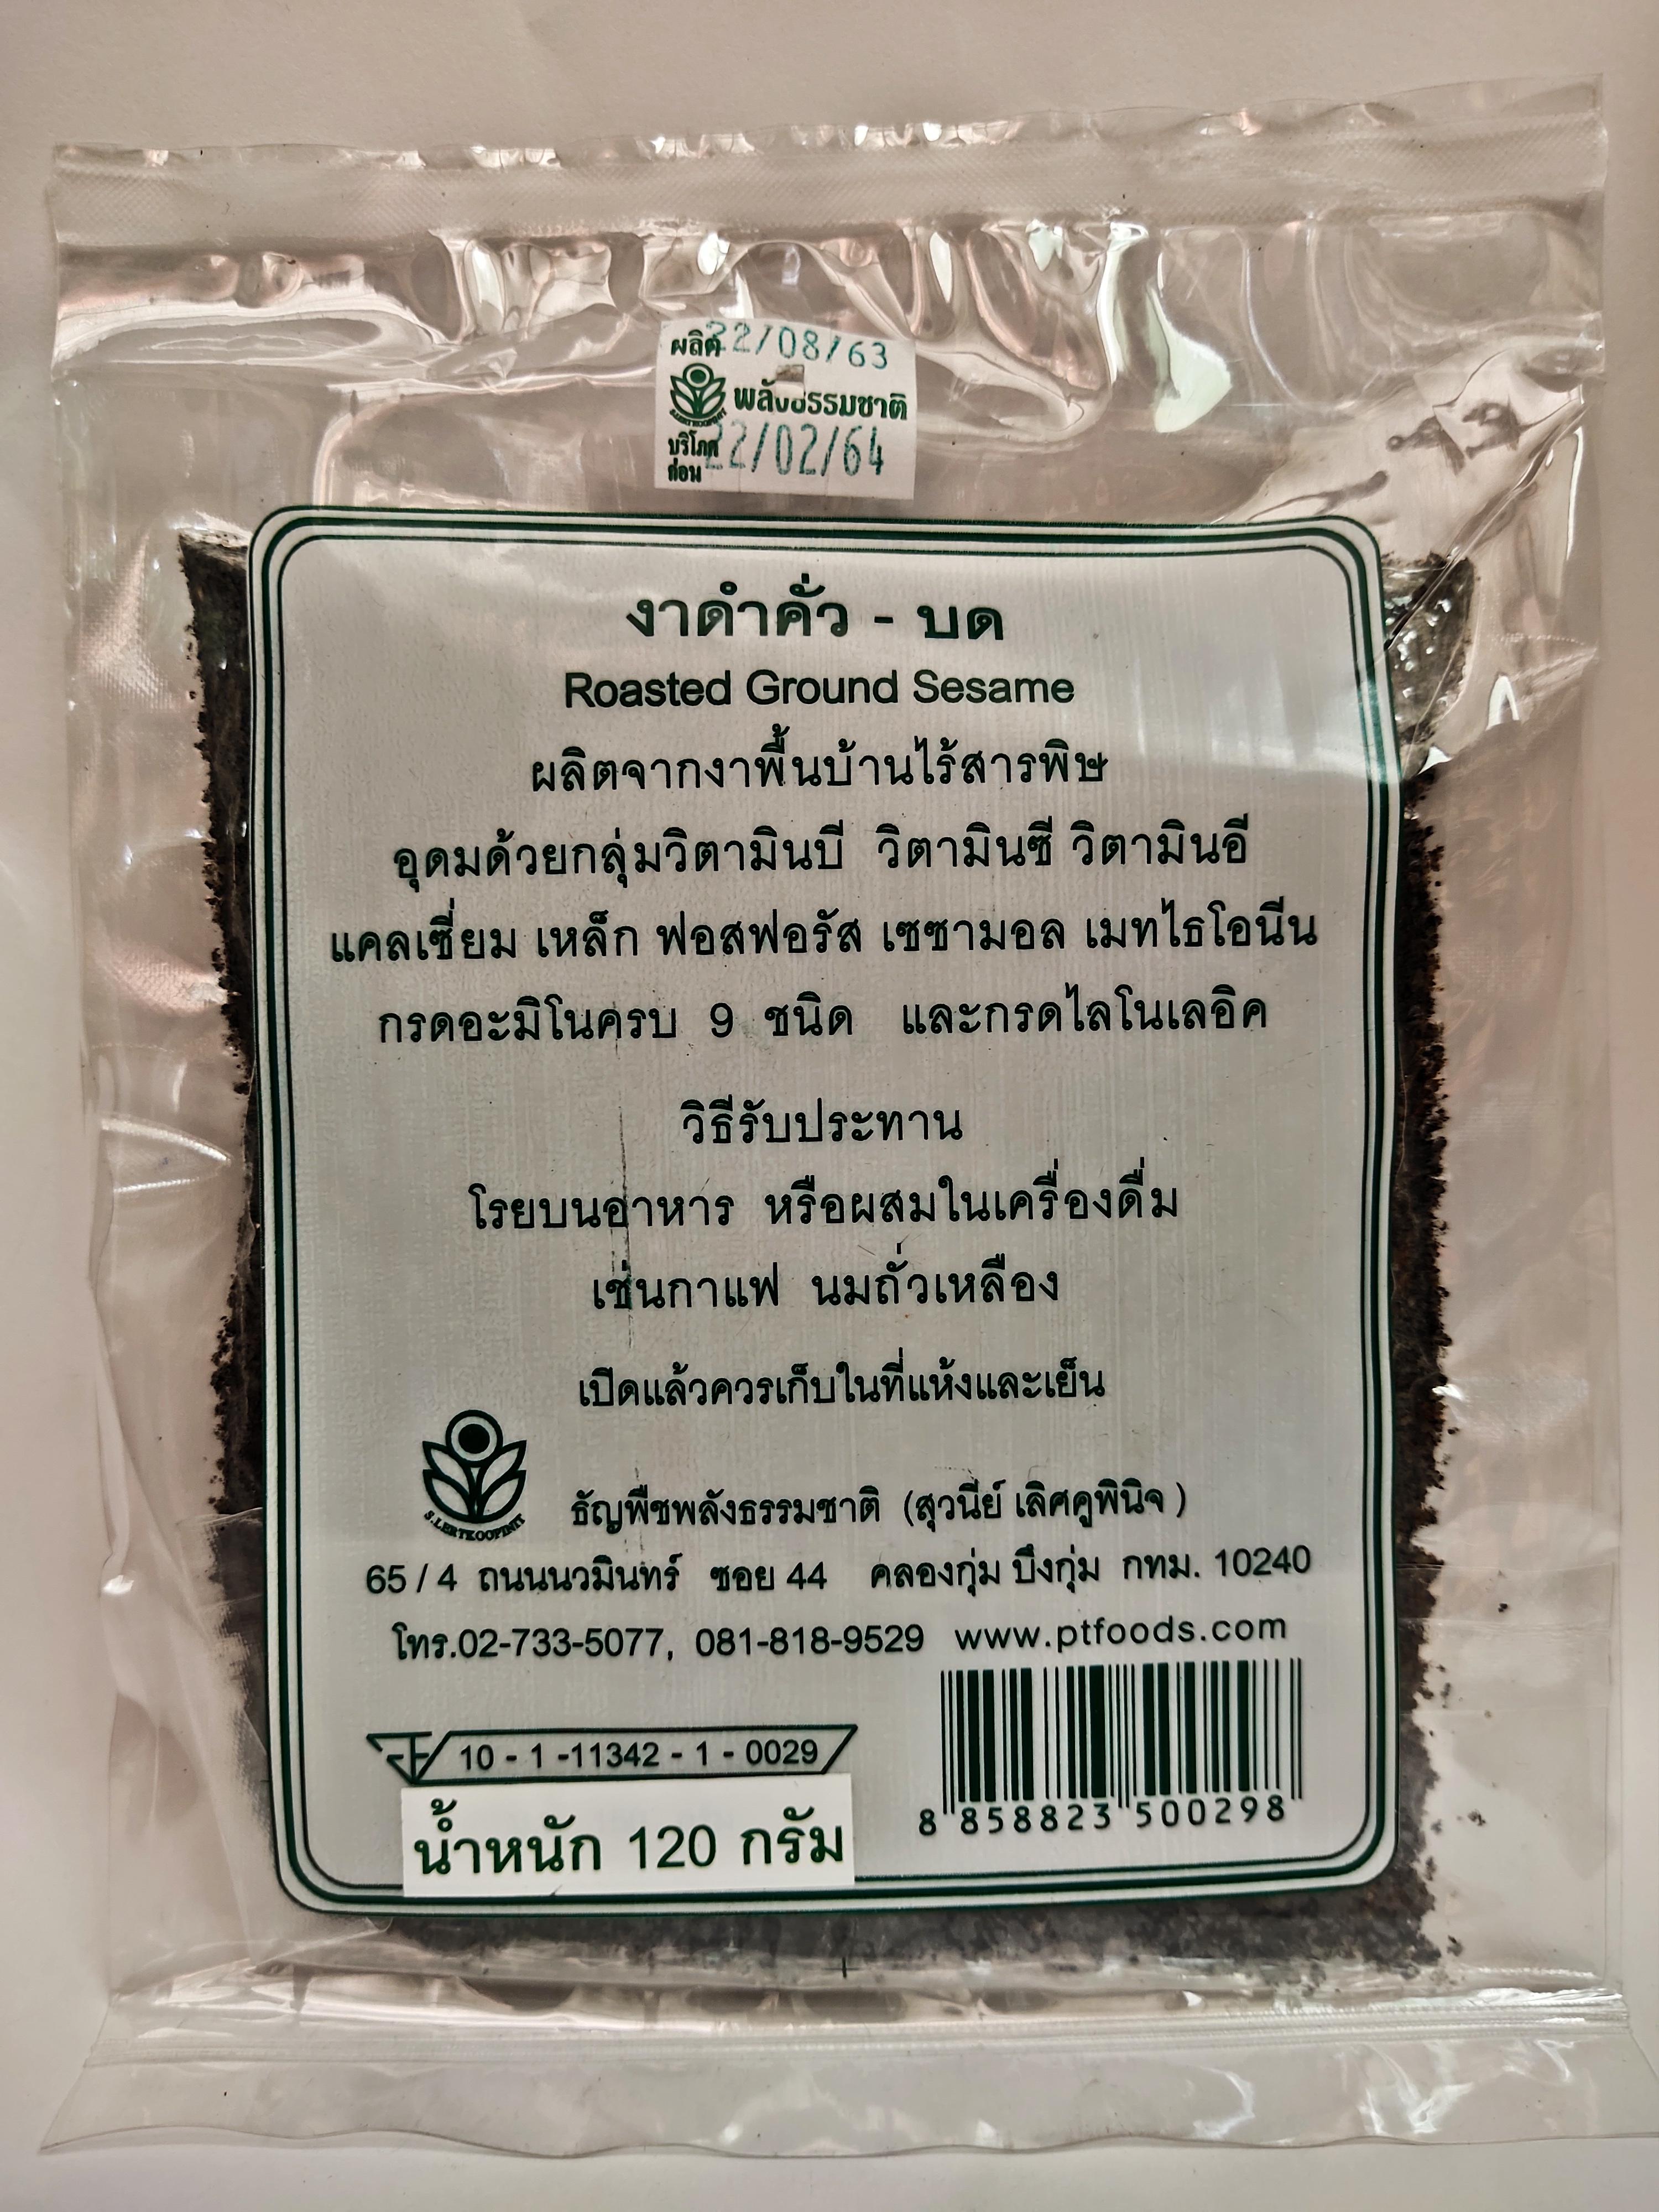 ผลิต 22/08/63
พลังธรรมชาติ
บริโภค
ก่อน 22/02/64
งาดำคั่ว - บด
Roasted Ground Sesame
ผลิตจากงาพื้นบ้านไร้สารพิษ
อุดมด้วยกลุ่มวิตามินบี วิตามินซี วิตามินอี
แคลเซี่ยม เหล็ก ฟอสฟอรัส เซซามอล เมทไธโอนีน
กรดอะมิโนครบ 9 ชนิด และกรดไลโนเลอิค
วิธีรับประทาน
โรยบนอาหาร หรือผสมในเครื่องดื่ม
เช่นกาแฟ นมถั่วเหลือง
เปิดแล้วควรเก็บในที่แห้งและเย็น
S.LERTKOOPINIT
ธัญพืชพลังธรรมชาติ (สุวนีย์ เลิศคูพินิจ)
65 / 4 ถนนนวมินทร์ ซอย 44 คลองกุ่ม บึงกุ่ม กทม. 10240
โทร.02-733-5077, 081-818-9529 www.ptfoods.com
10 - 1 -11342 - 1 - 0029
น้ำหนัก 120 กรัม
8 858823 500298